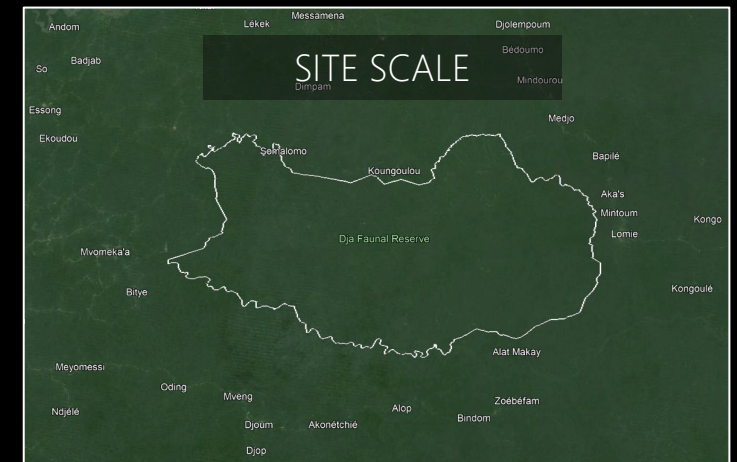 Messamena
Andom
Lékek
Djolempoum
Bédoumo
Badjab
So
SITE SCALE
Mindourou
Dimpam
Essong
Medjo
Ekoudou
Somalomo
Bapilé
Koungoulou
Aka's
Mintoum
Kongo
Lomie
Dja Faunal Reserve
Mvomeka'a
Kongoulé
Bitye
Alat Makay
Meyomessi
Oding
Mveng
Zoébéfam
Alop
Ndjélé
Bindom
Djoum
Akonétchié
Djop